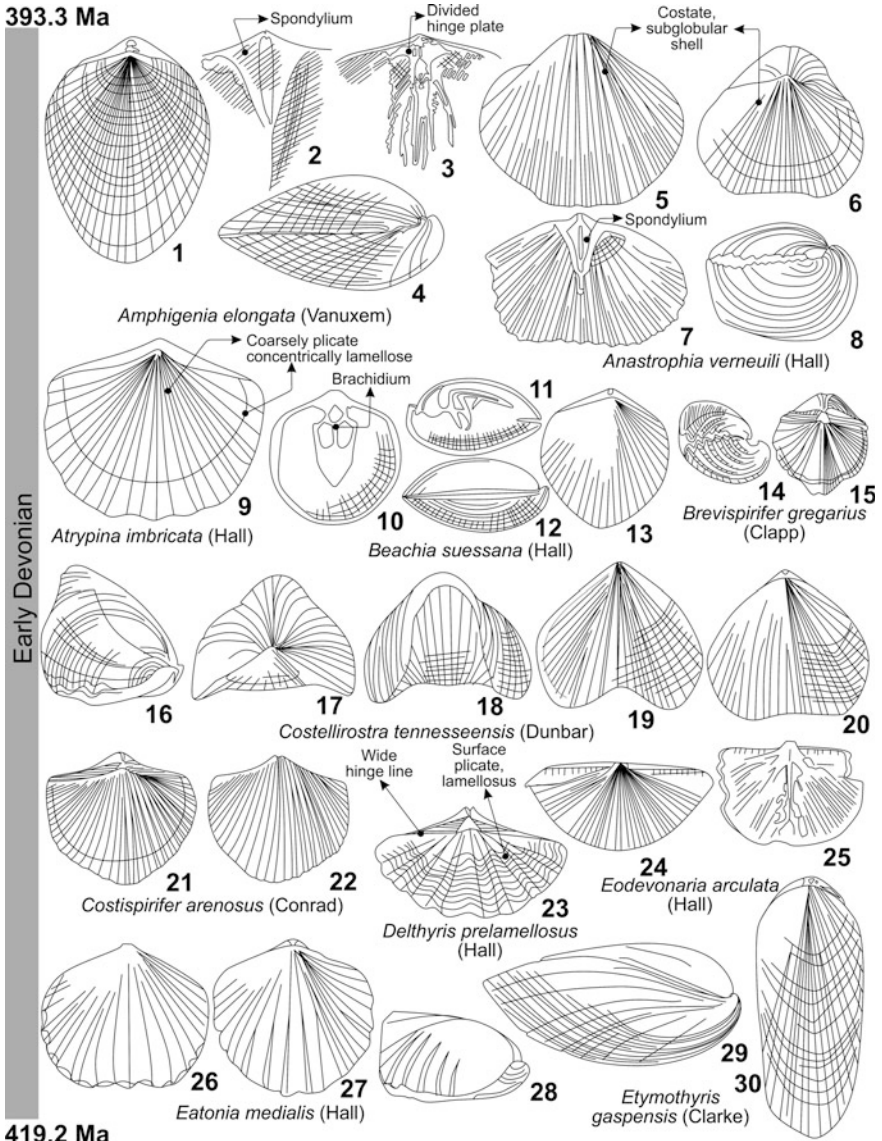 393.3 Ma
Early Devonian
419.2 Ma
Spondylium
Divided
hinge plate
Costate,
subglobular
shell
1
2
3
4
5
6
Amphigenia elongata (Vanuxem)
Spondylium
7
8
Anastrophia verneuili (Hall)
Coarsely plicate
concentrically lamellose
Brachidium
9
10
11
12
13
14
15
Atrypina imbricata (Hall)
Beachia suessana (Hall)
Brevispirifer gregarius
(Clapp)
16
17
18
19
20
Costellirostra tennesseensis (Dunbar)
Wide
hinge line
Surface
plicate,
lamellosus
21
22
23
24
25
Costispirifer arenosus (Conrad)
Delthyris prelamellosus
(Hall)
Eodevonaria arculata
(Hall)
26
27
28
29
30
Eatonia medialis (Hall)
Etymothyris
gaspensis (Clarke)